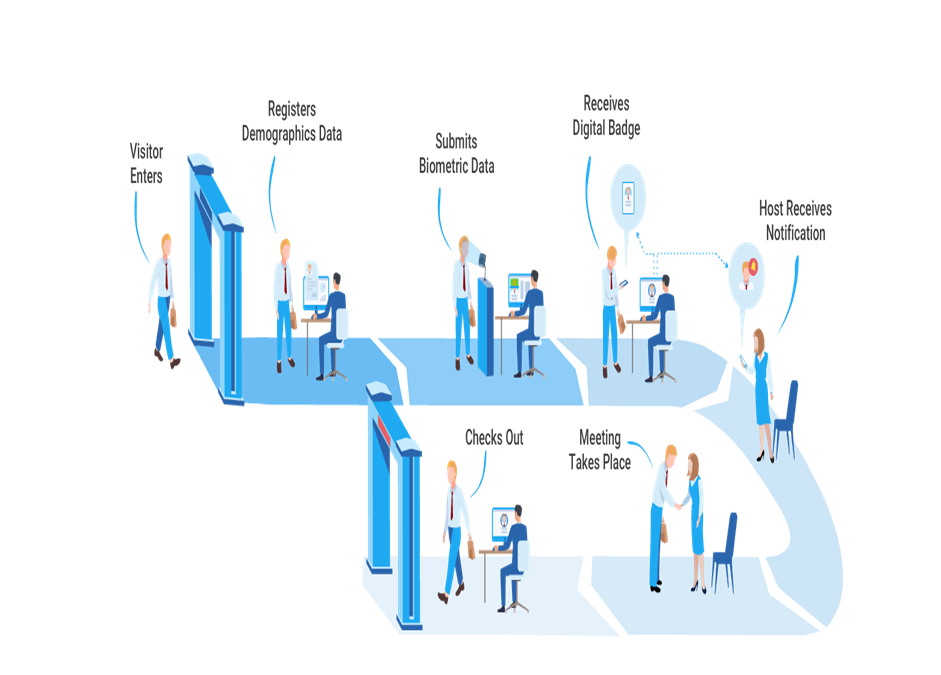 Visitor
Enters
Registers
Demographics Data
Submits
Biometric Data
Receives
Digital Badge
Host Receives
Notification
Meeting
Takes Place
Checks Out